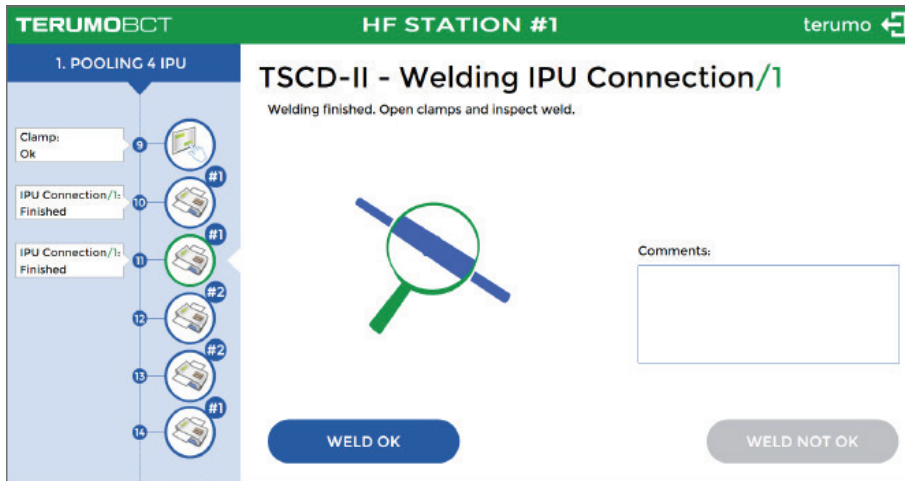 TERUMOBCT
HF STATION #1
terumo
1. POOLING 4 IPU
Clamp:
Ok
9
#1
IPU Connection/1:
Finished
10
#1
IPU Connection/1:
Finished
11
#2
12
#2
13
#1
14
TSCD-II - Welding IPU Connection/1
Welding finished. Open clamps and inspect weld.
Comments:
WELD OK
WELD NOT OK